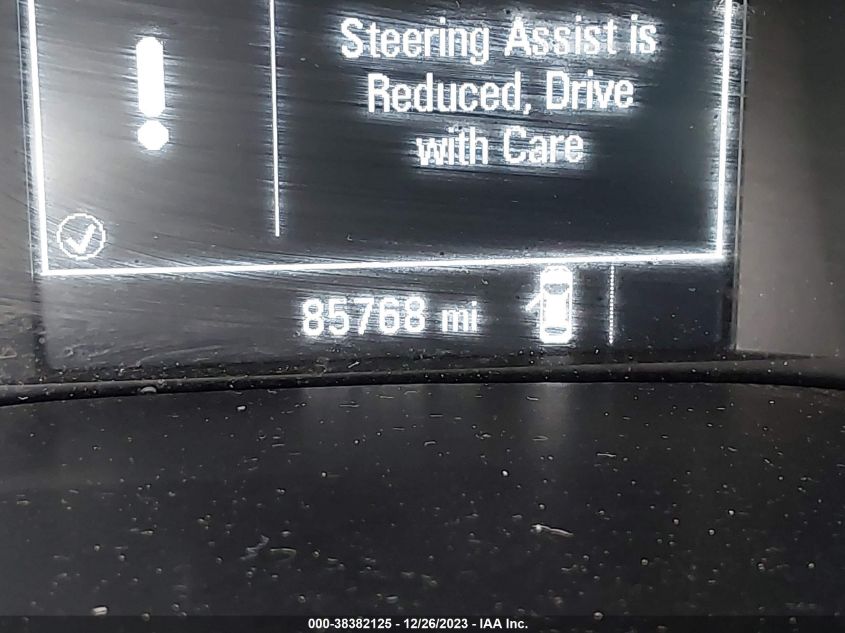 Steering Assist is
Reduced, Drive
with Care
85768 mi
000-38382125 - 12/26/2023 - IAA Inc.